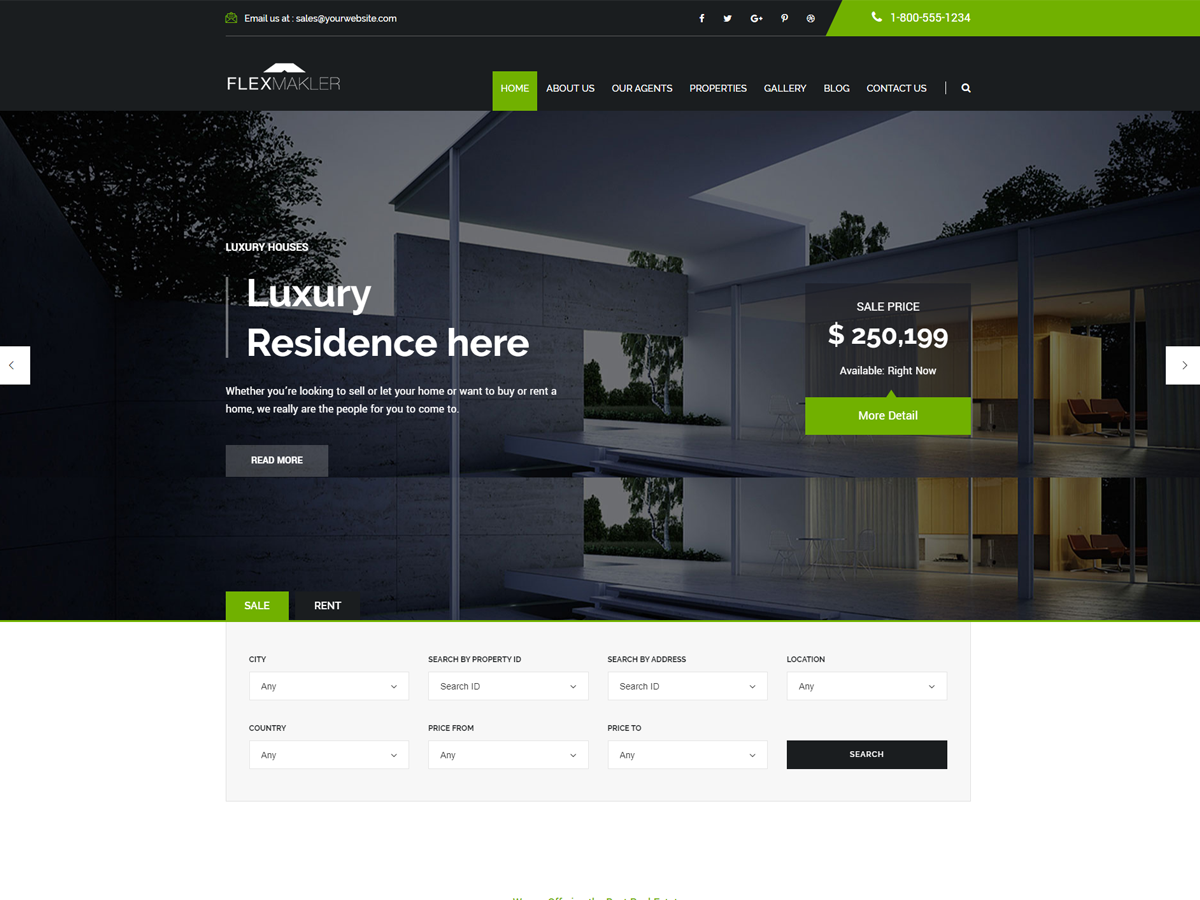 Email us at : sales@yourwebsite.com
1-800-555-1234
FLEXMAKLER
HOME ABOUT US OUR AGENTS PROPERTIES GALLERY BLOG CONTACT US
LUXURY HOUSES
Luxury
Residence here
Whether you're looking to sell or let your home or want to buy or rent a
home, we really are the people for you to come to.
READ MORE
SALE PRICE
$ 250,199
Available: Right Now
More Detail
SALE RENT
CITY SEARCH BY PROPERTY ID SEARCH BY ADDRESS LOCATION
Any Search ID Search ID Any
COUNTRY PRICE FROM PRICE TO
Any Any Any SEARCH